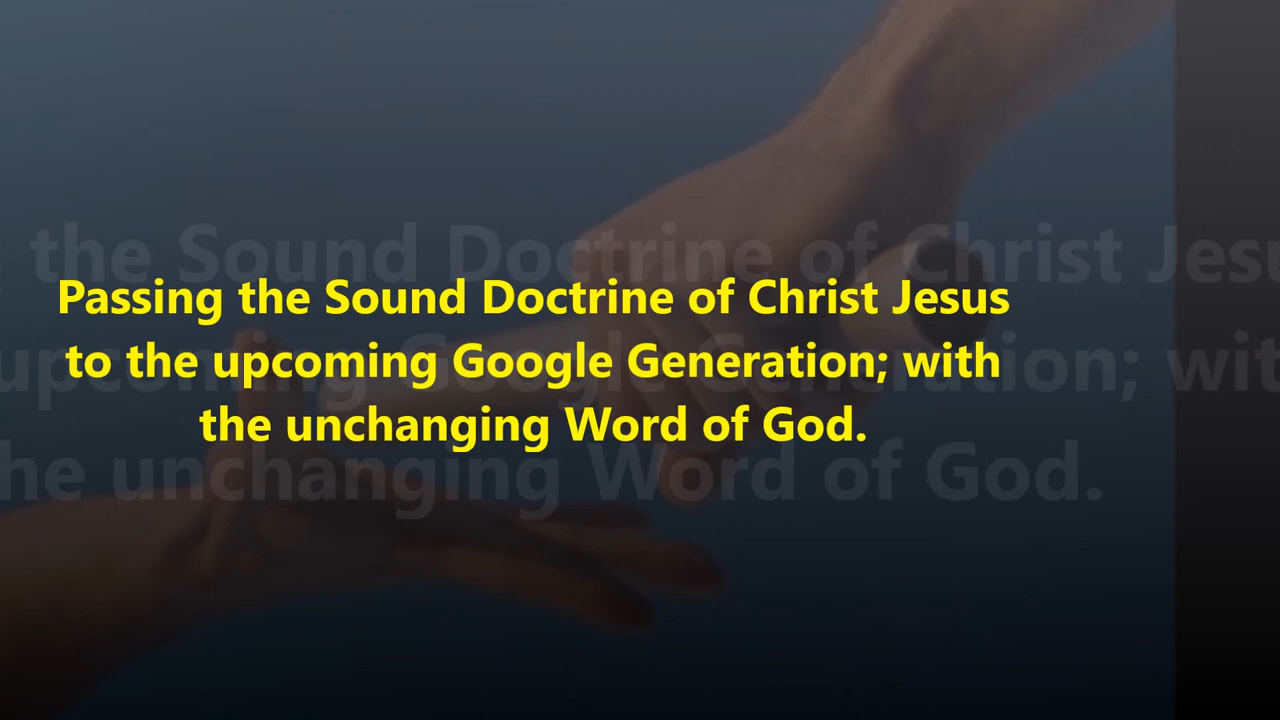 Passing the Sound Doctrine of Christ Jesus
to the upcoming Google Generation; with
the unchanging Word of God.